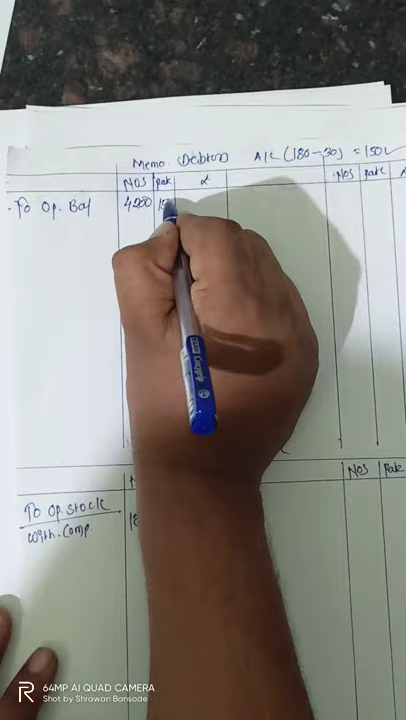 Memo. Debtors A/c (180-30) = 150
NOS Rate NOS Rate
To Op. Bal 4200 15
NOS Rate
To Op. Stock
With. Comp.
64MP AI QUAD CAMERA
Shot by Shrawan Bansode